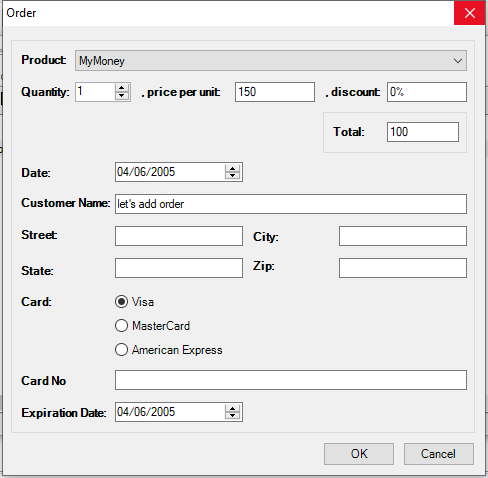 Order
Product: MyMoney
Quantity: 1 , price per unit: 150 , discount: 0%
Total: 100
Date: 04/06/2005
Customer Name: let's add order
Street: City:
State: Zip:
Card: Visa
MasterCard
American Express
Card No
Expiration Date: 04/06/2005
OK Cancel